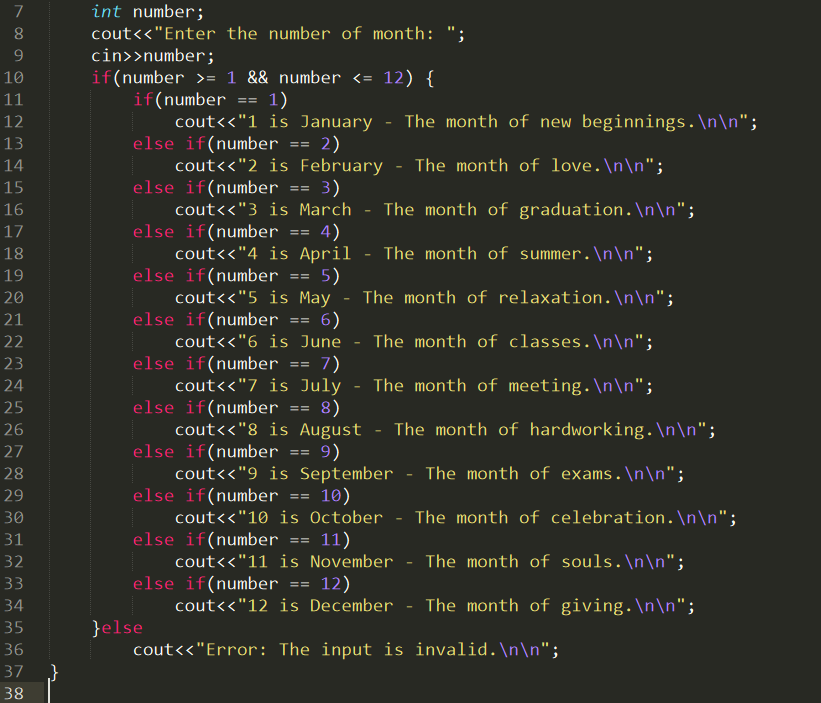 7 int number;
8 cout<<"Enter the number of month: ";
9 cin>>number;
10 if(number >= 1 && number <= 12) {
11 if(number == 1)
12 cout<<"1 is January - The month of new beginnings.\n\n";
13 else if(number == 2)
14 cout<<"2 is February - The month of love.\n\n";
15 else if(number == 3)
16 cout<<"3 is March - The month of graduation.\n\n";
17 else if(number == 4)
18 cout<<"4 is April - The month of summer.\n\n";
19 else if(number == 5)
20 cout<<"5 is May - The month of relaxation.\n\n";
21 else if(number == 6)
22 cout<<"6 is June - The month of classes.\n\n";
23 else if(number == 7)
24 cout<<"7 is July - The month of meeting.\n\n";
25 else if(number == 8)
26 cout<<"8 is August - The month of hardworking.\n\n";
27 else if(number == 9)
28 cout<<"9 is September - The month of exams.\n\n";
29 else if(number == 10)
30 cout<<"10 is October - The month of celebration.\n\n";
31 else if(number == 11)
32 cout<<"11 is November - The month of souls.\n\n";
33 else if(number == 12)
34 cout<<"12 is December - The month of giving.\n\n";
35 }else
36 cout<<"Error: The input is invalid.\n\n";
37 }
38